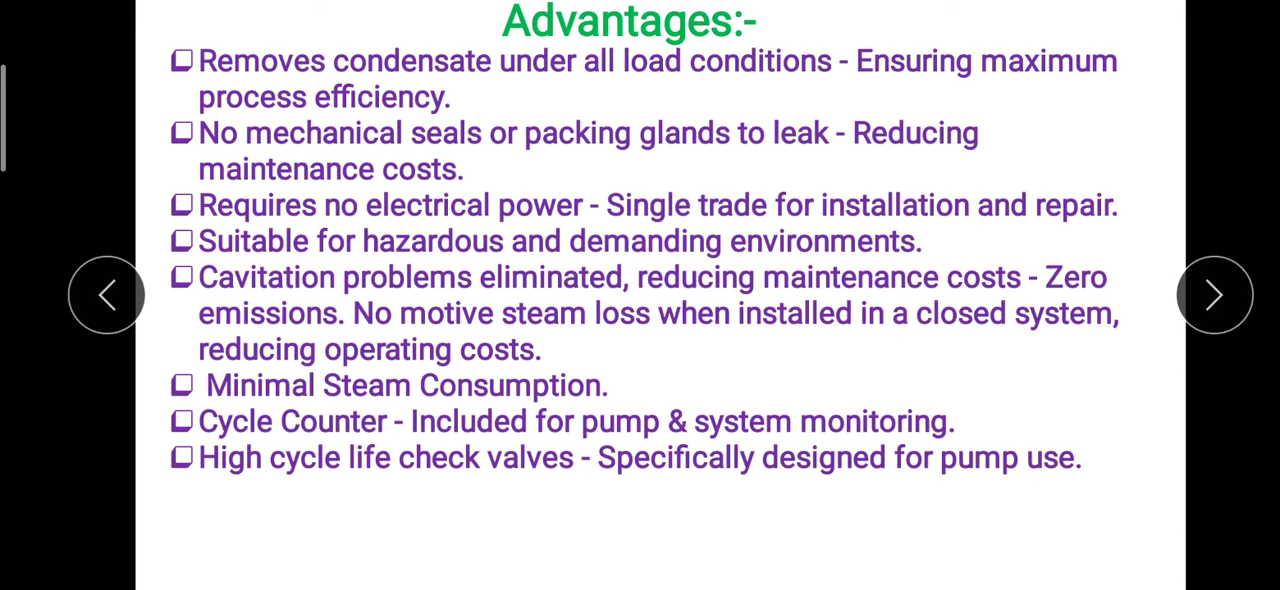 Advantages:-
❑Removes condensate under all load conditions - Ensuring maximum
process efficiency.
❑No mechanical seals or packing glands to leak - Reducing
maintenance costs.
❑Requires no electrical power - Single trade for installation and repair.
❑Suitable for hazardous and demanding environments.
❑Cavitation problems eliminated, reducing maintenance costs - Zero
emissions. No motive steam loss when installed in a closed system,
reducing operating costs.
❑ Minimal Steam Consumption.
❑Cycle Counter - Included for pump & system monitoring.
❑High cycle life check valves - Specifically designed for pump use.